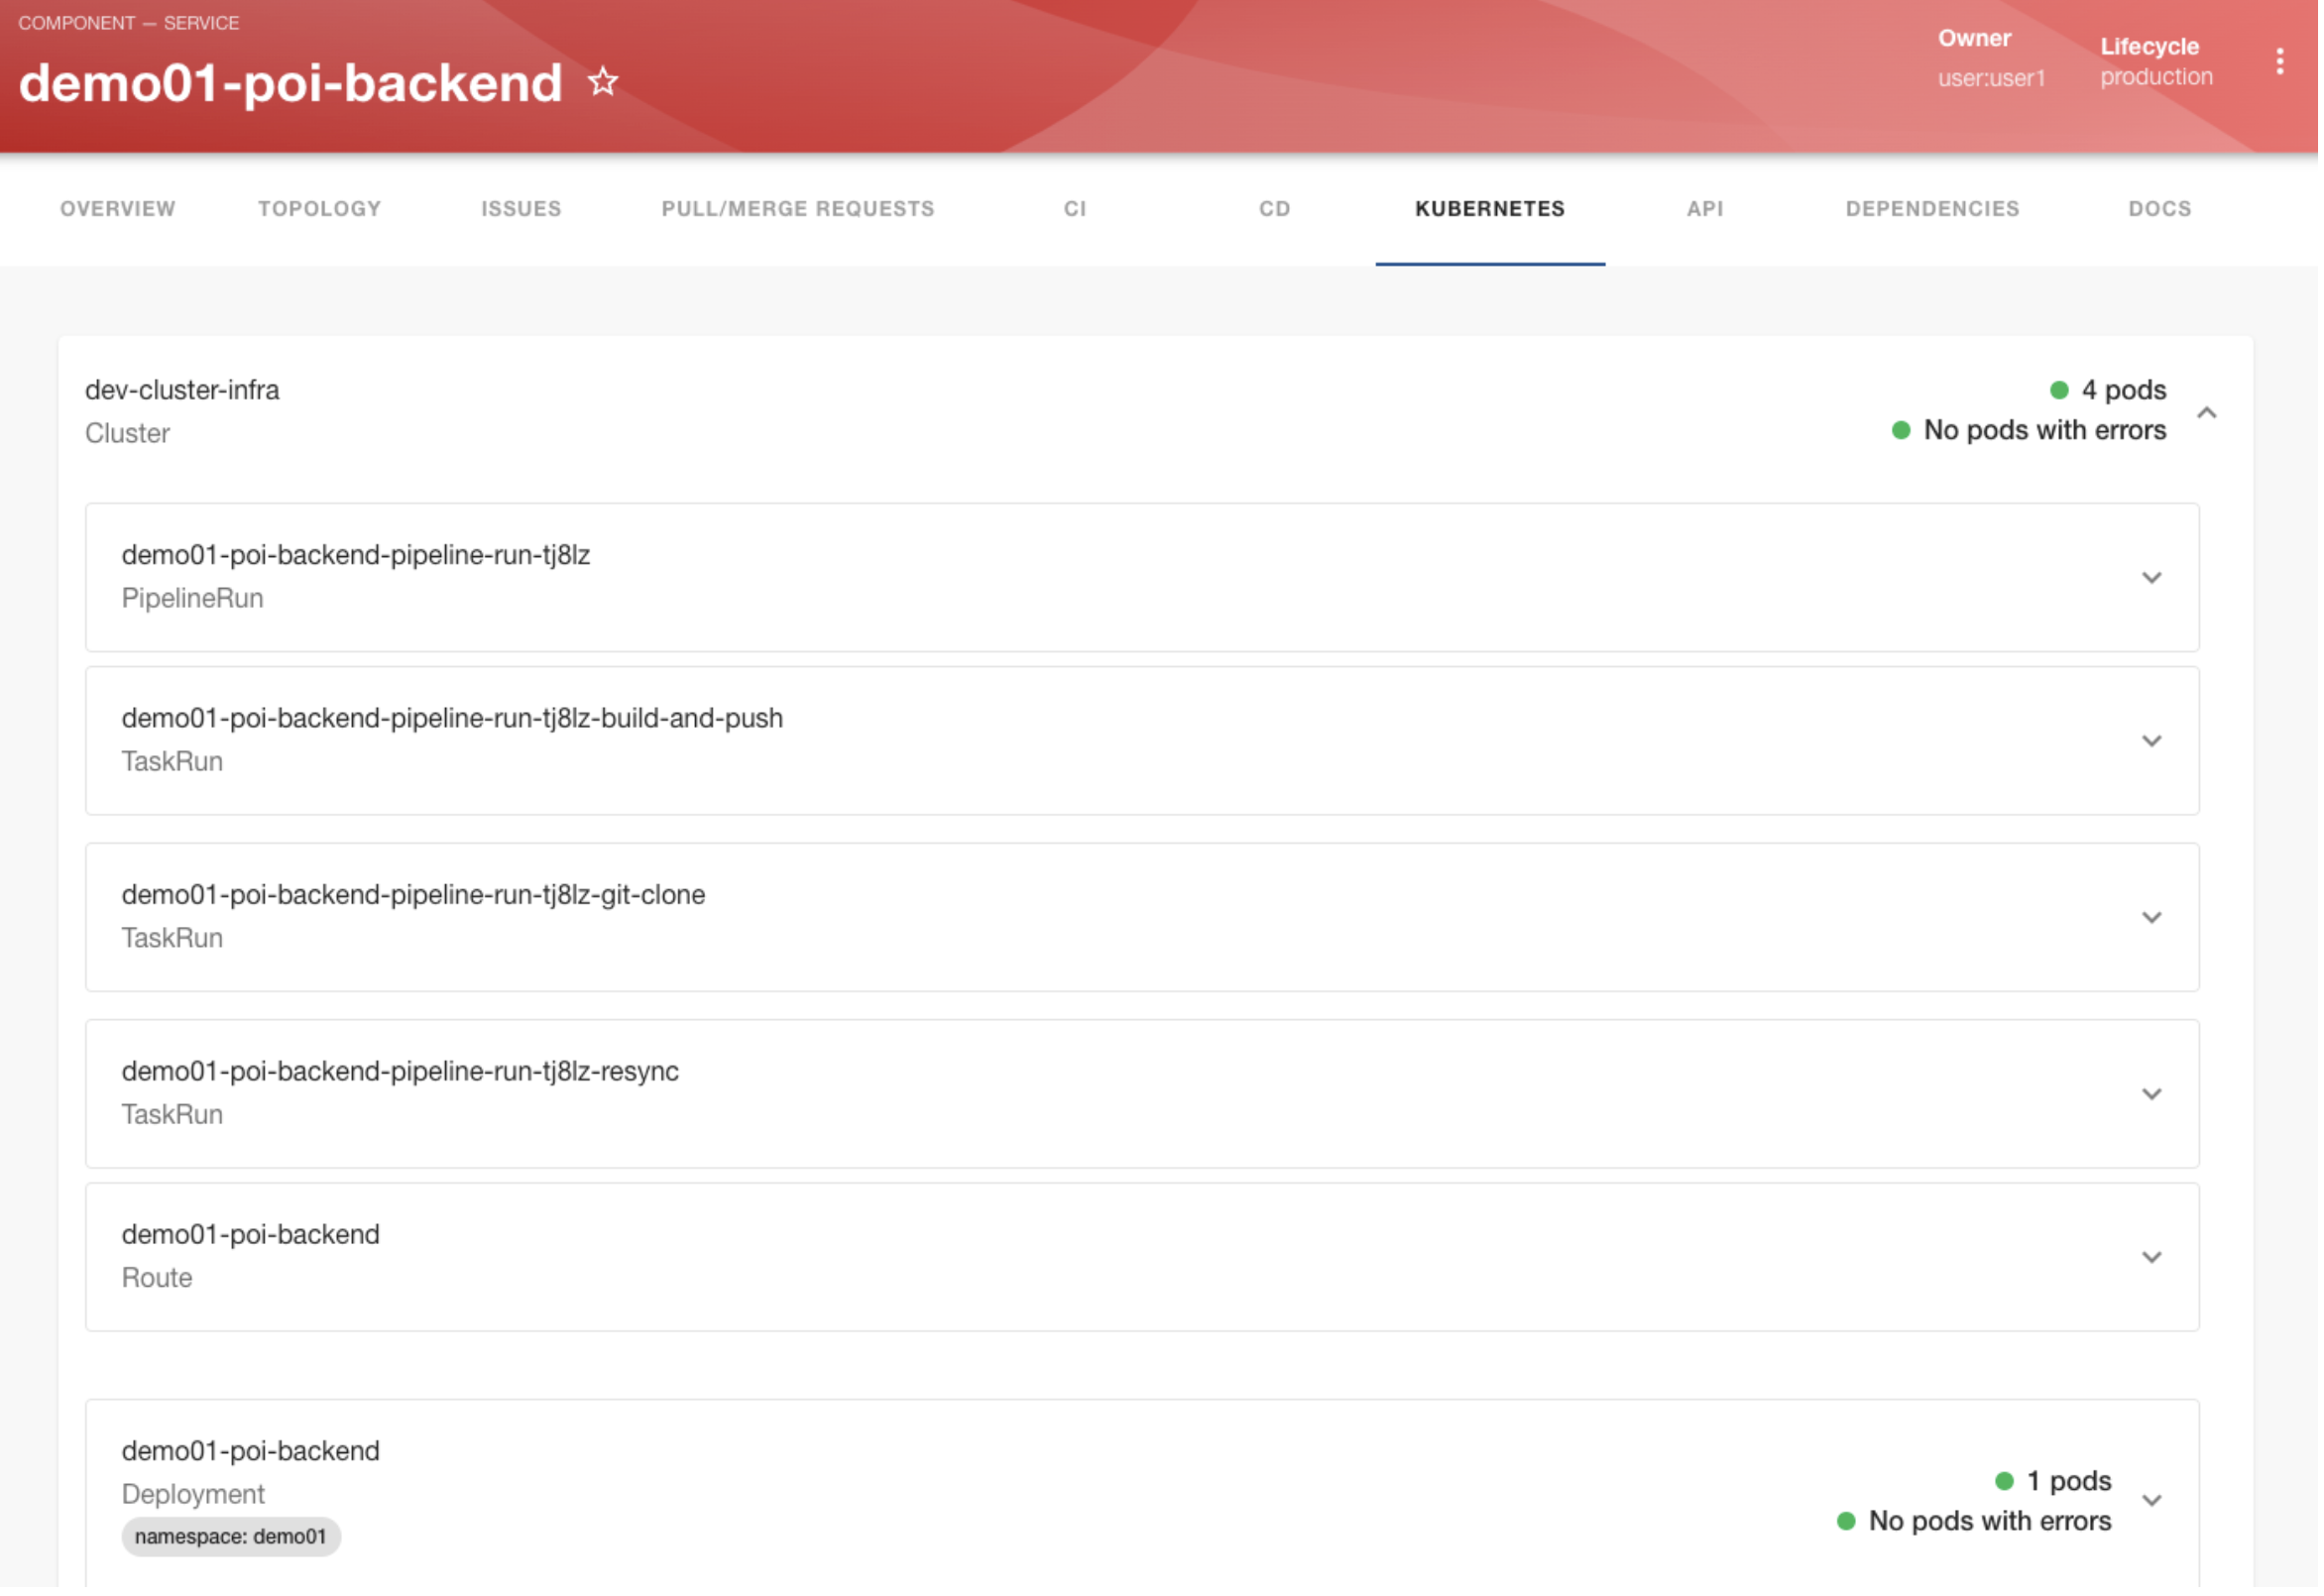 COMPONENT — SERVICE
demo01-poi-backend
Owner
user:user1
Lifecycle
production
OVERVIEW
TOPOLOGY
ISSUES
PULL/MERGE REQUESTS
CI
CD
KUBERNETES
API
DEPENDENCIES
DOCS
dev-cluster-infra
Cluster
4 pods
No pods with errors
demo01-poi-backend-pipeline-run-tj8lz
PipelineRun
demo01-poi-backend-pipeline-run-tj8lz-build-and-push
TaskRun
demo01-poi-backend-pipeline-run-tj8lz-git-clone
TaskRun
demo01-poi-backend-pipeline-run-tj8lz-resync
TaskRun
demo01-poi-backend
Route
demo01-poi-backend
Deployment
namespace: demo01
1 pods
No pods with errors